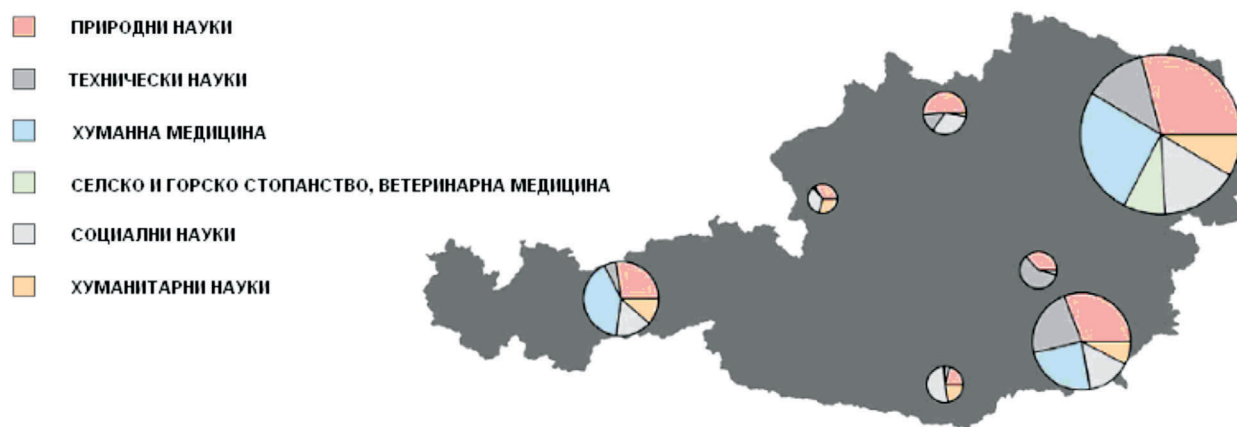 ПРИРОДНИ НАУКИ
ТЕХНИЧЕСКИ НАУКИ
ХУМАННА МЕДИЦИНА
СЕЛСКО И ГОРСКО СТОПАНСТВО, ВЕТЕРИНАРНА МЕДИЦИНА
СОЦИАЛНИ НАУКИ
ХУМАНИТАРНИ НАУКИ